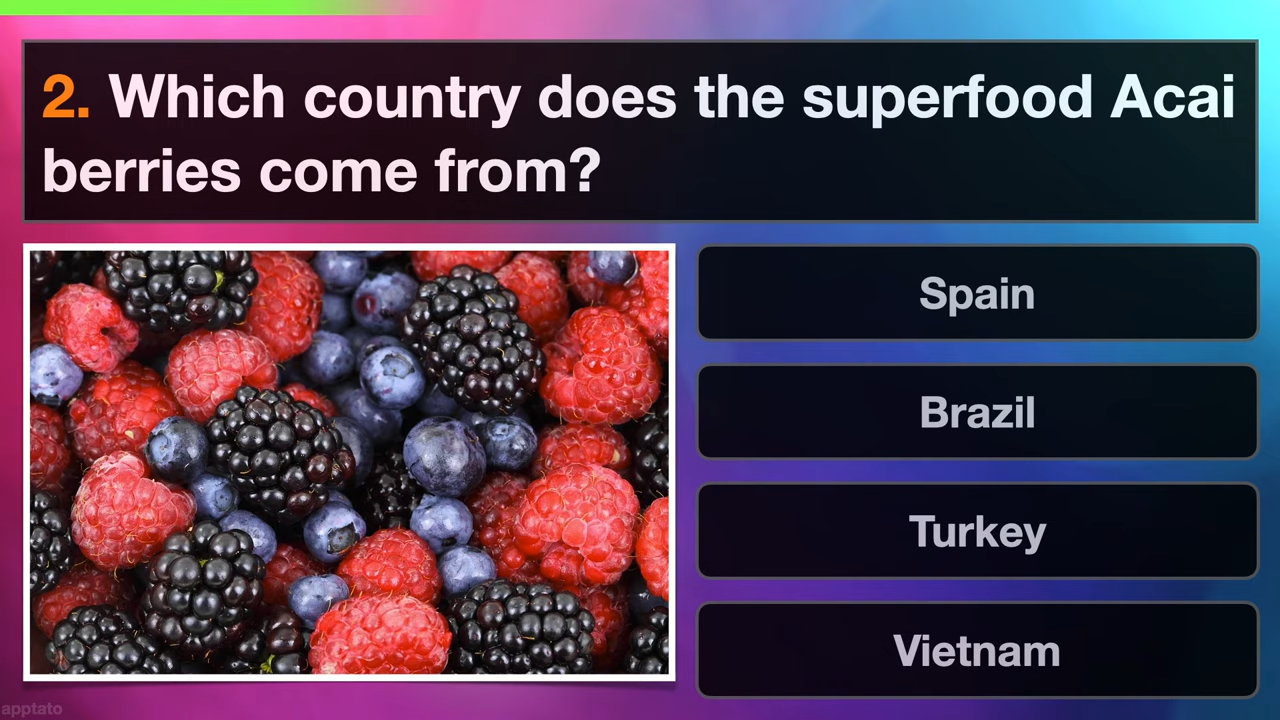 2. Which country does the superfood Acai
berries come from?
Spain
Brazil
Turkey
Vietnam
apptato